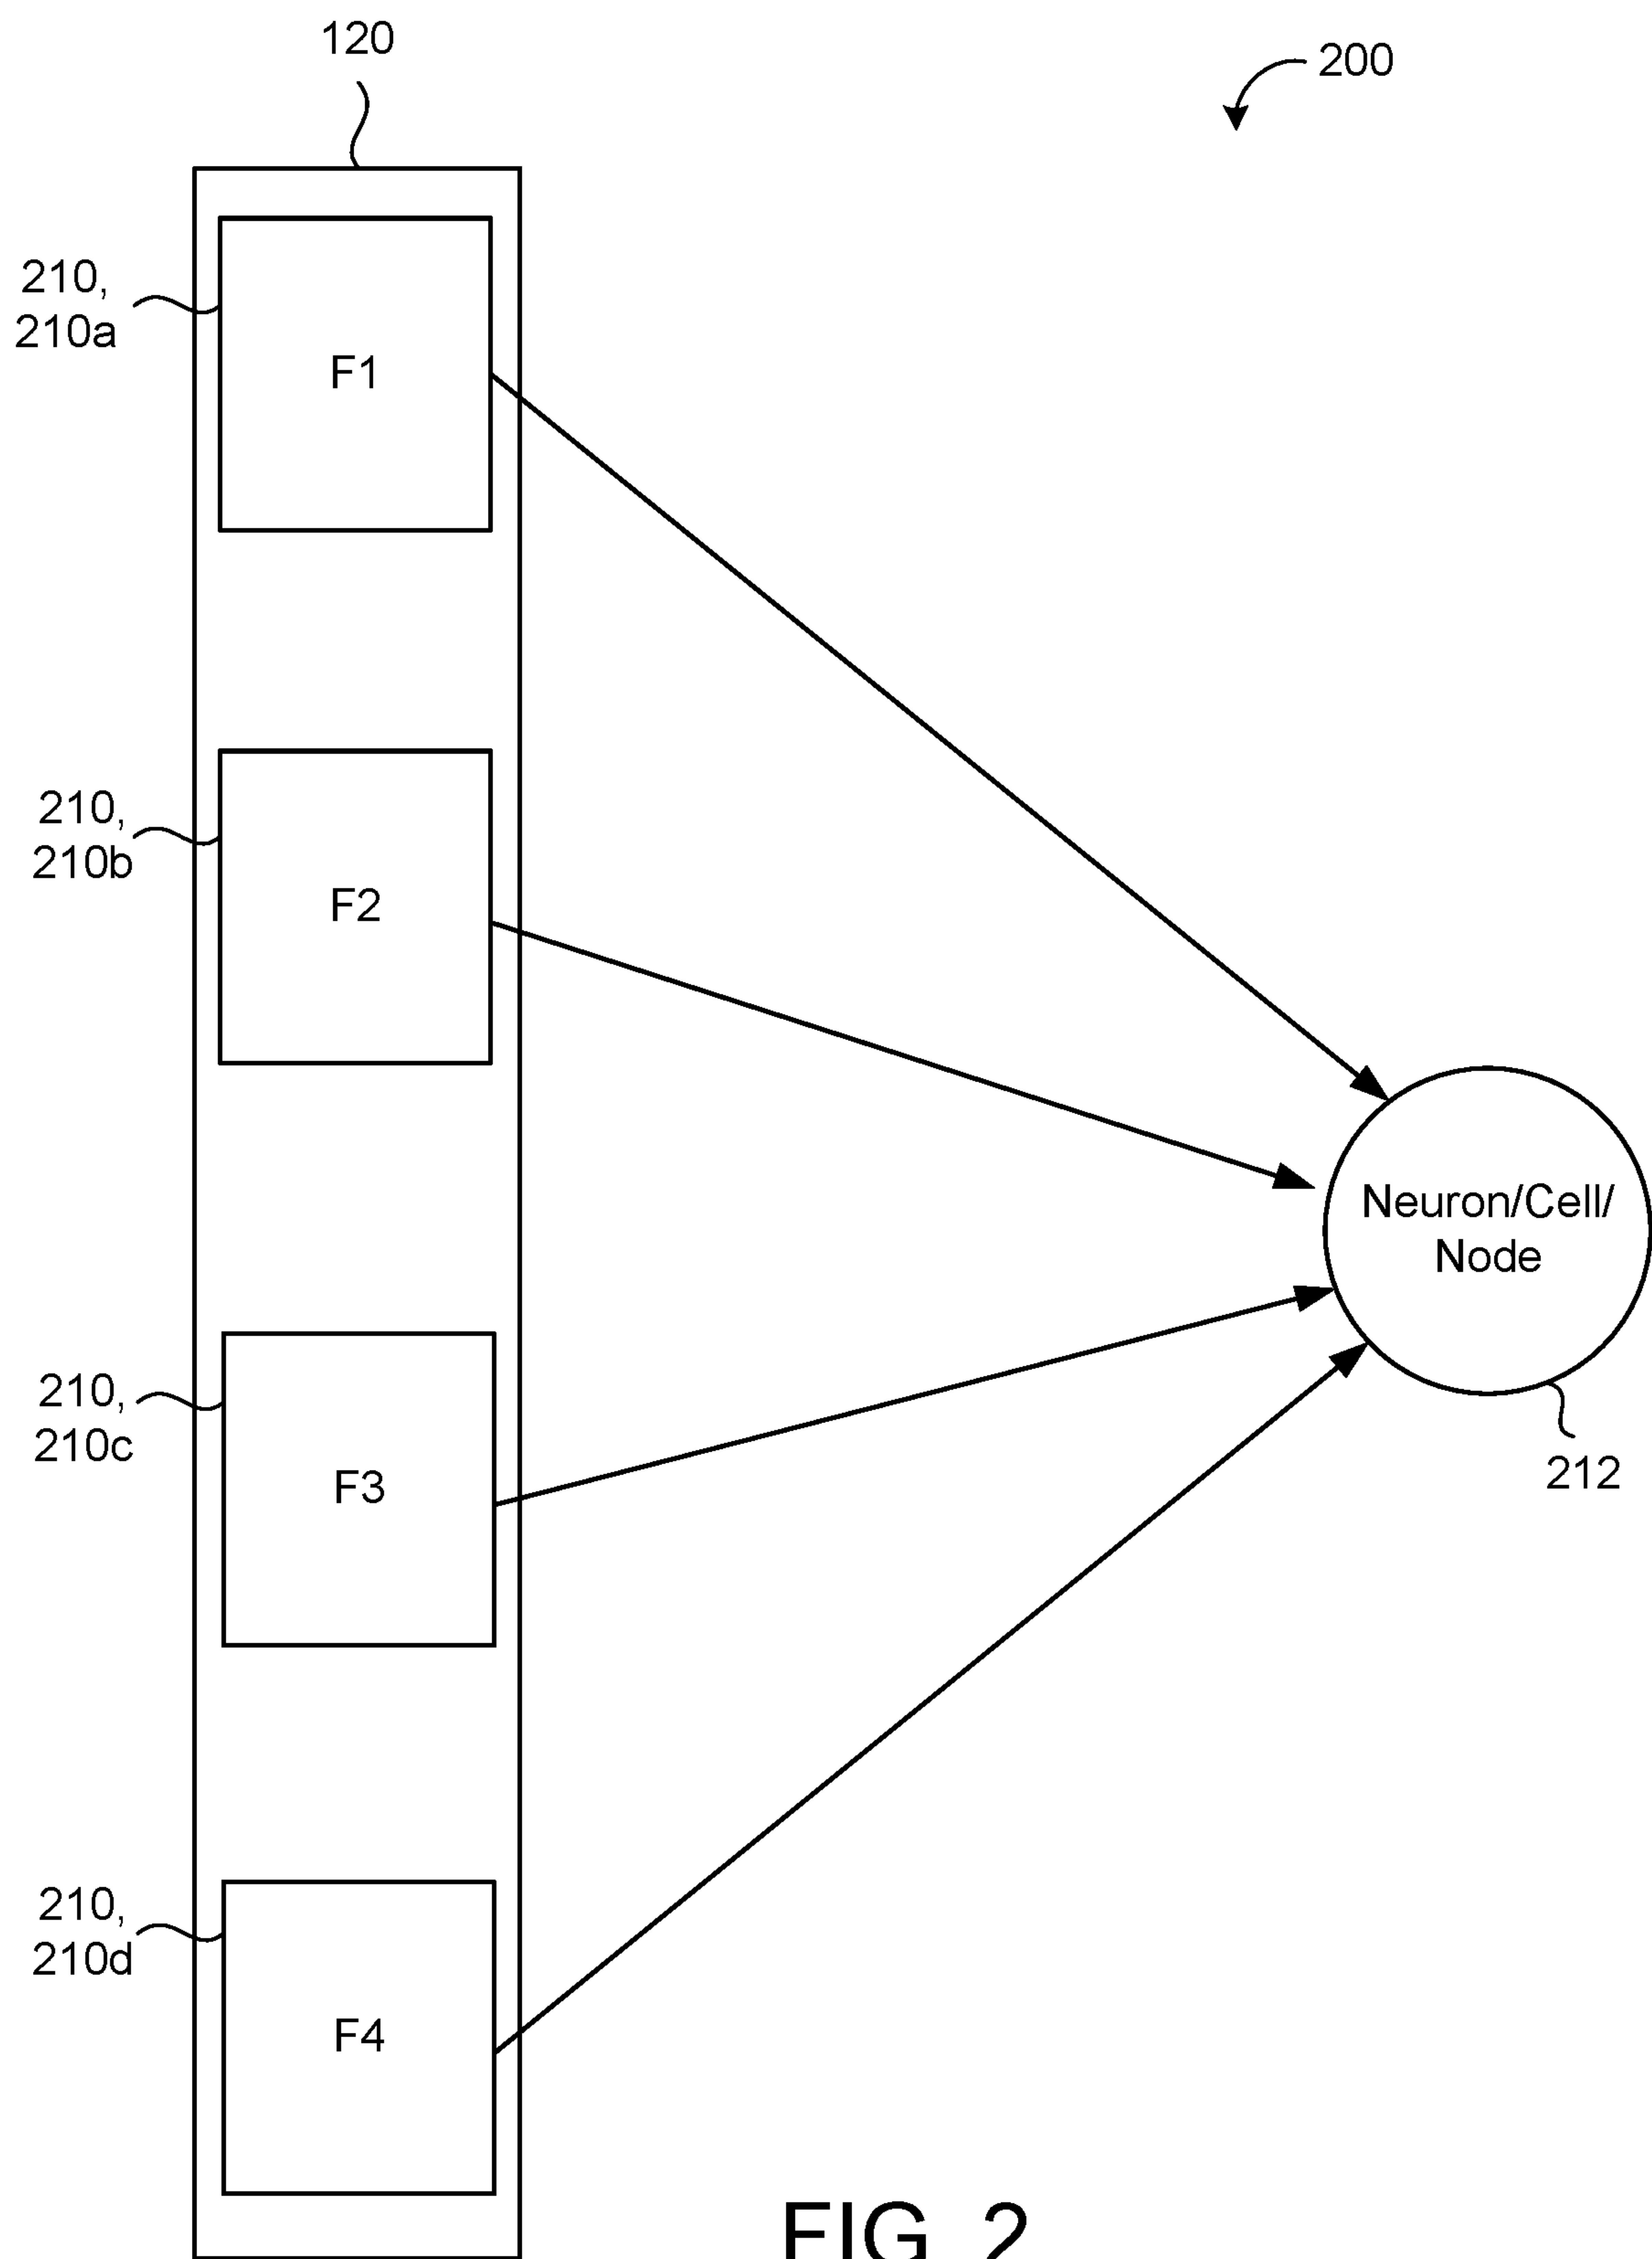 120
200
210,
210a
F1
210,
210b
F2
Neuron/Cell/
Node
210,
210c
F3
212
210,
210d
F4
FIG. 2